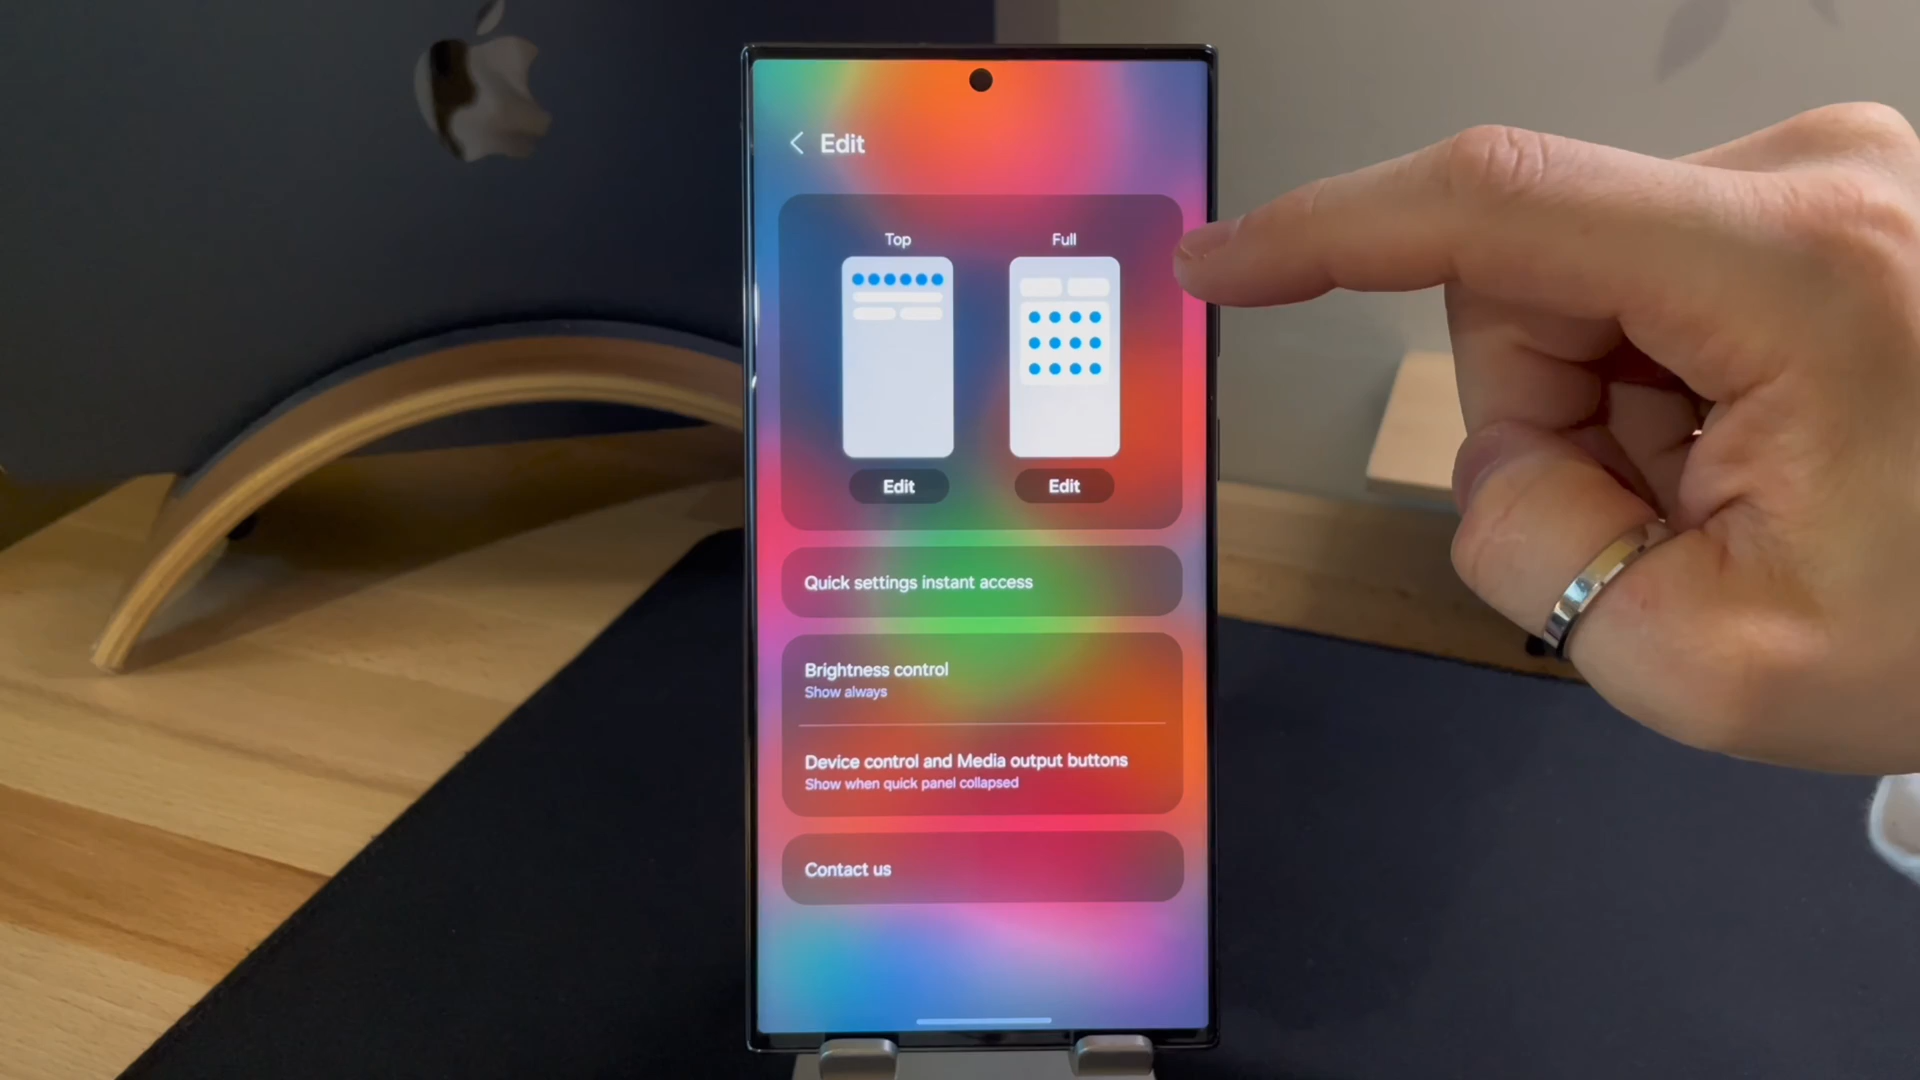 Edit
Top
Full
Edit
Edit
Quick settings instant access
Brightness control
Show always
Device control and Media output buttons
Show when quick panel collapsed
Contact us